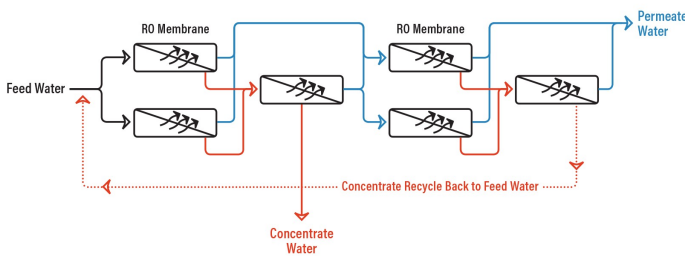 RO Membrane
RO Membrane
Permeate
Water
Feed Water
Concentrate Recycle Back to Feed Water
Concentrate
Water